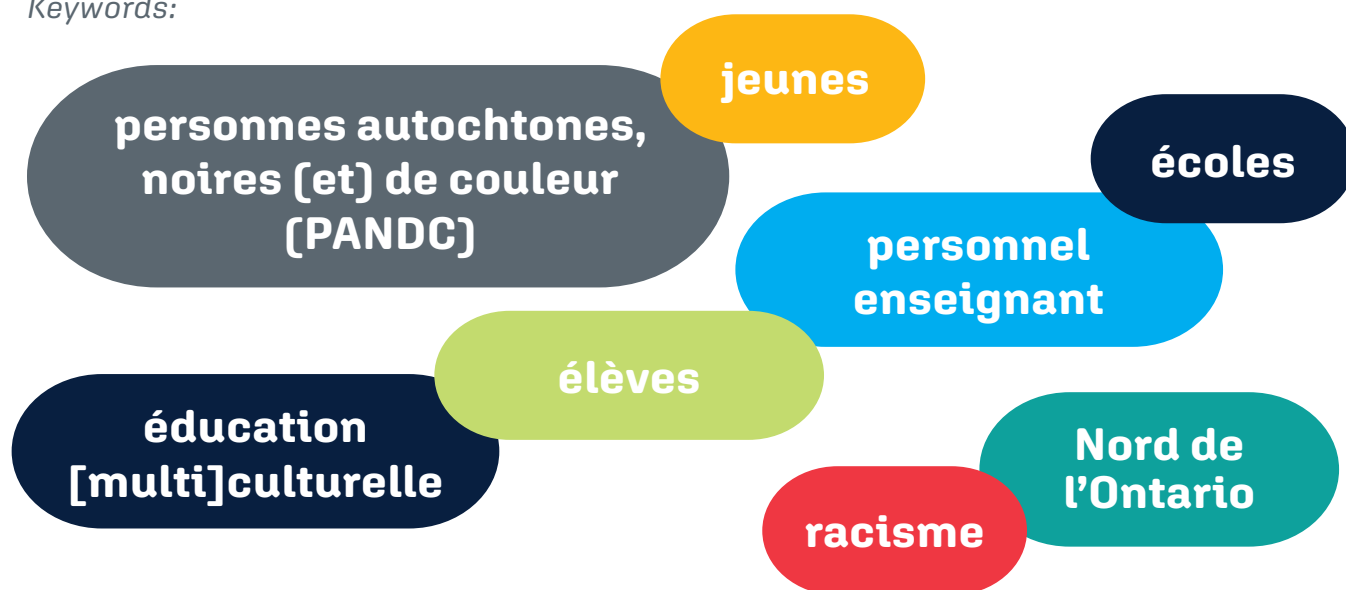 Keywords:
jeunes
personnes autochtones,
noires (et) de couleur
(PANDC)
écoles
personnel
enseignant
élèves
éducation
[multi]culturelle
Nord de
l’Ontario
racisme